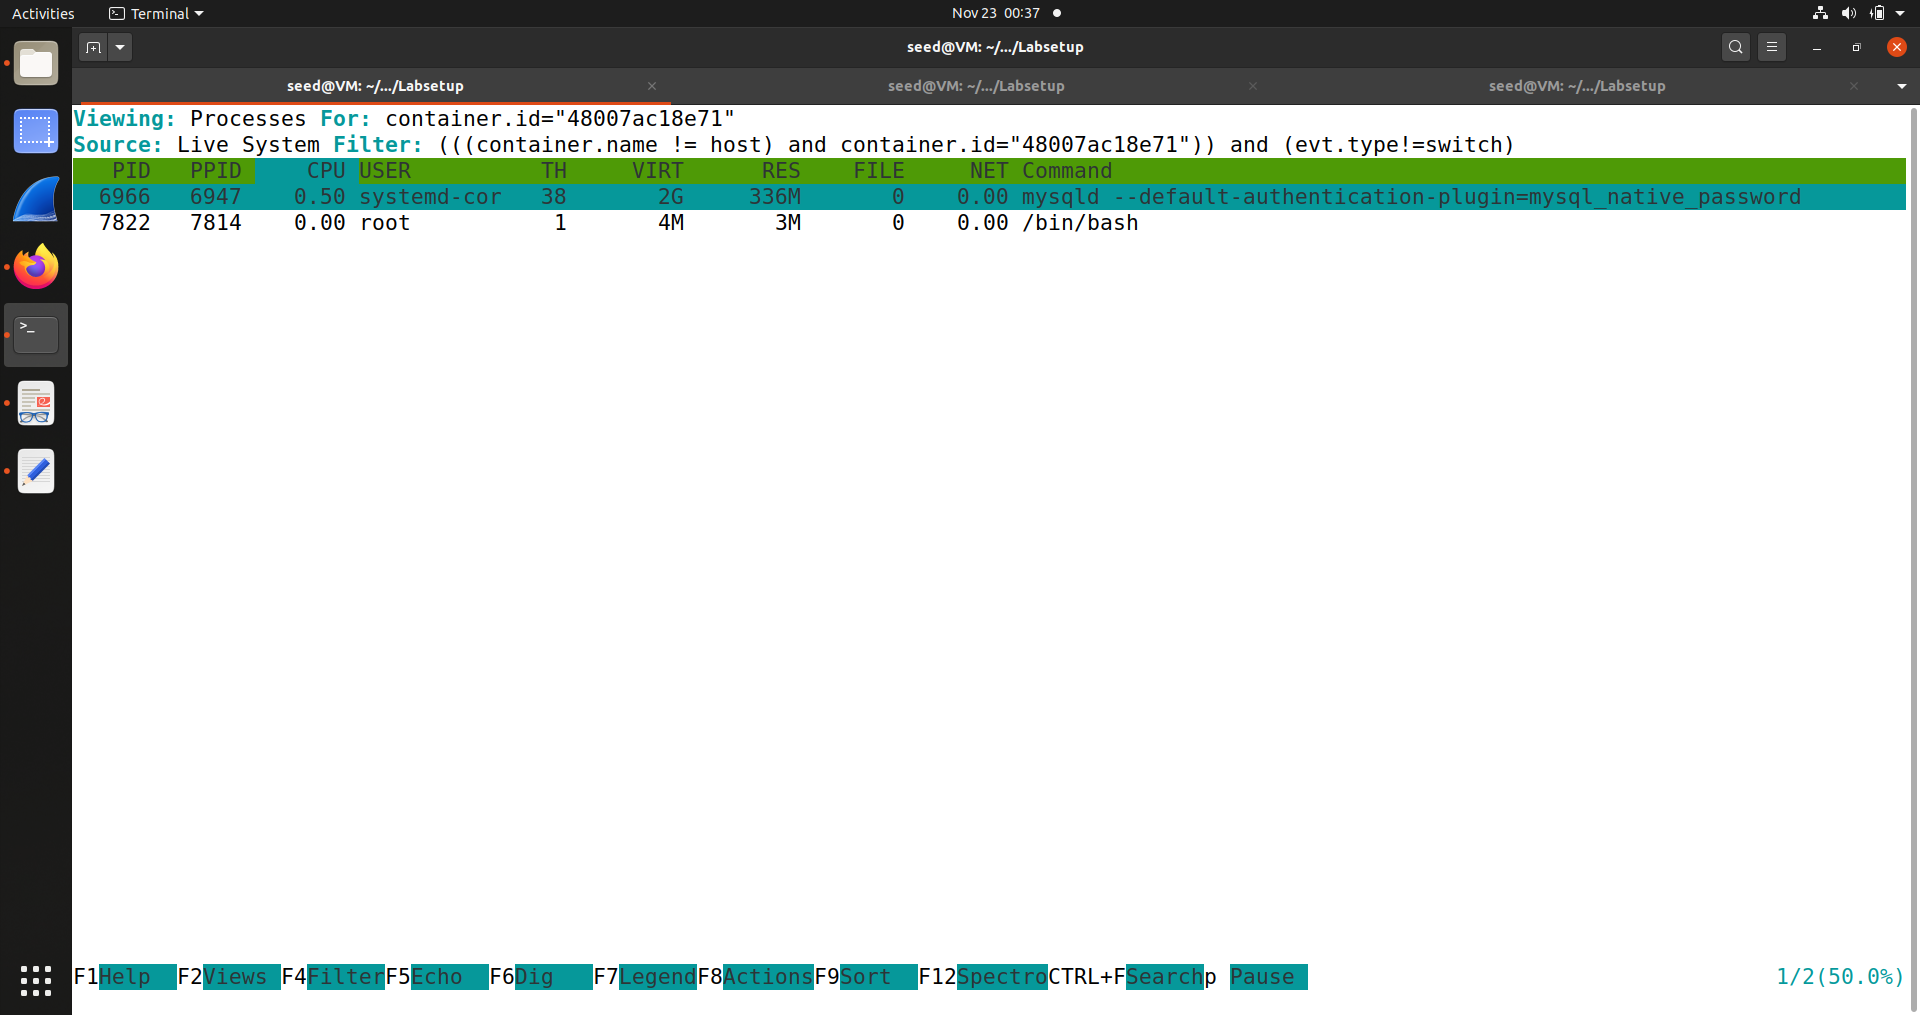 Activities Terminal Nov 23 00:37
seed@VM: ~/.../Labsetup
seed@VM: ~/.../Labsetup seed@VM: ~/.../Labsetup seed@VM: ~/.../Labsetup
Viewing: Processes For: container.id="48007ac18e71"
Source: Live System Filter: (((container.name != host) and container.id="48007ac18e71")) and (evt.type!=switch)
PID PPID CPU USER TH VIRT RES FILE NET Command
6966 6947 0.50 systemd-cor 38 2G 336M 0 0.00 mysqld --default-authentication-plugin=mysql_native_password
7822 7814 0.00 root 1 4M 3M 0 0.00 /bin/bash
F1Help F2Views F4FilterF5Echo F6Dig F7LegendF8ActionsF9Sort F12SpectroCTRL+FSearchp Pause 1/2(50.0%)